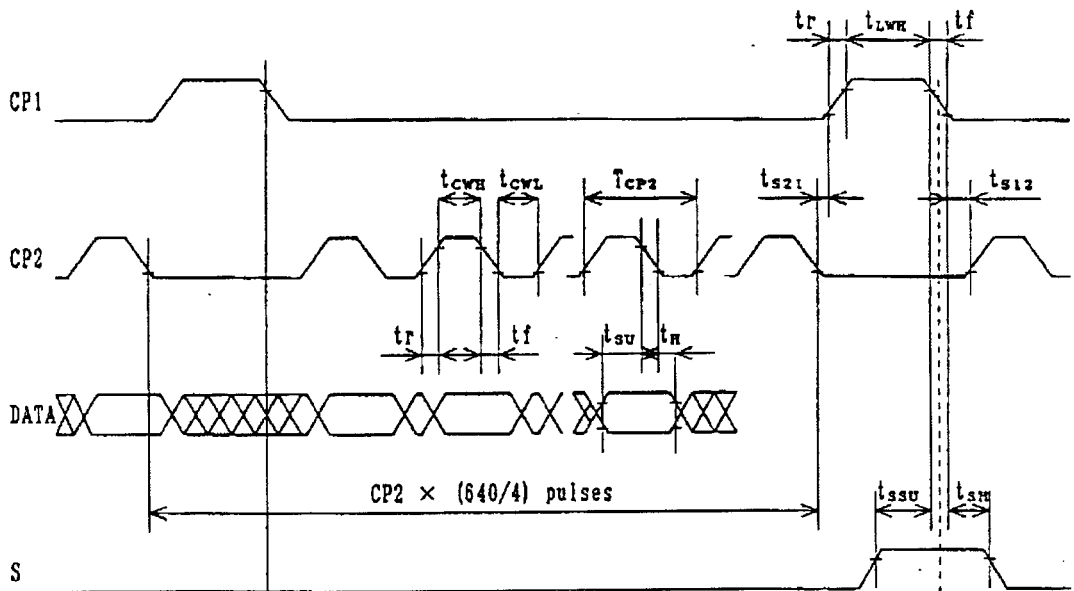 tr tLWH tf
CP1
tCWH tCWL TCP2 tS21 tS12
CP2
tr tf tSU tH
DATA
CP2 × (640/4) pulses tSSU tSH
S